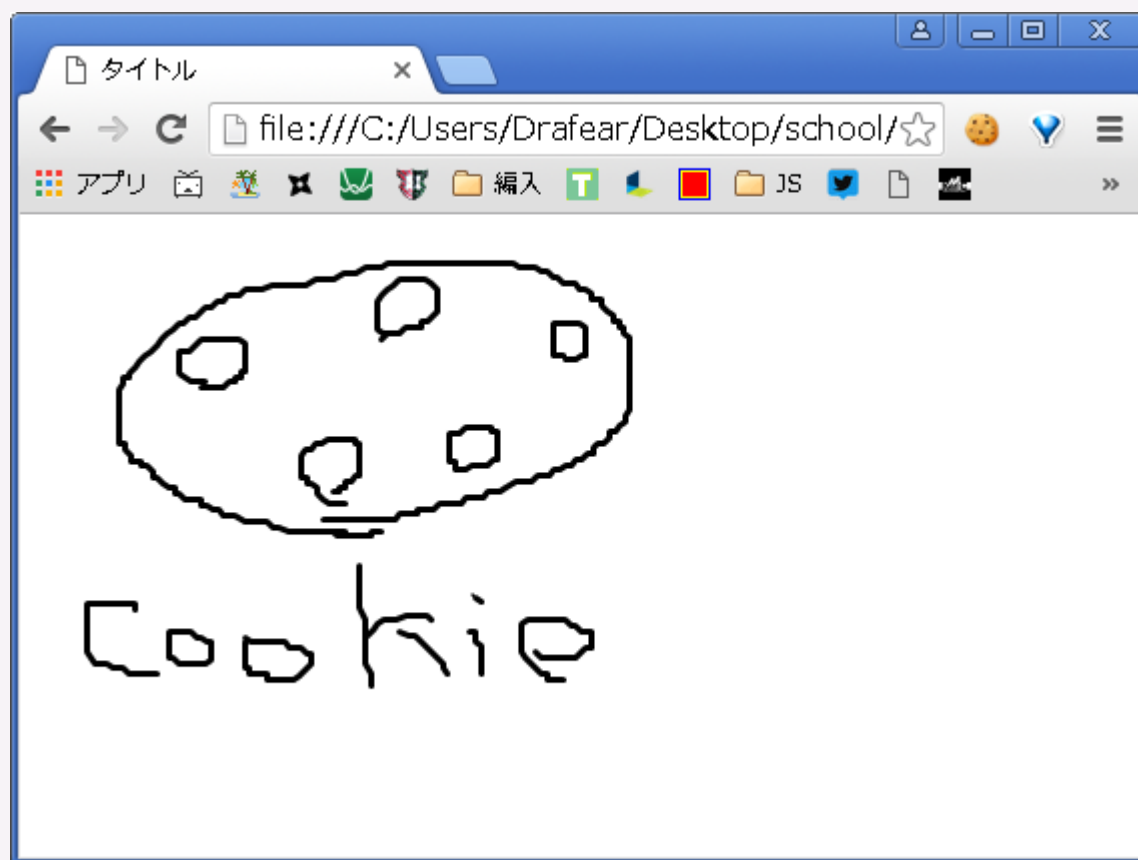 タイトル
file:///C:/Users/Drafear/Desktop/school/
アプリ 編入 T JS
Cookie